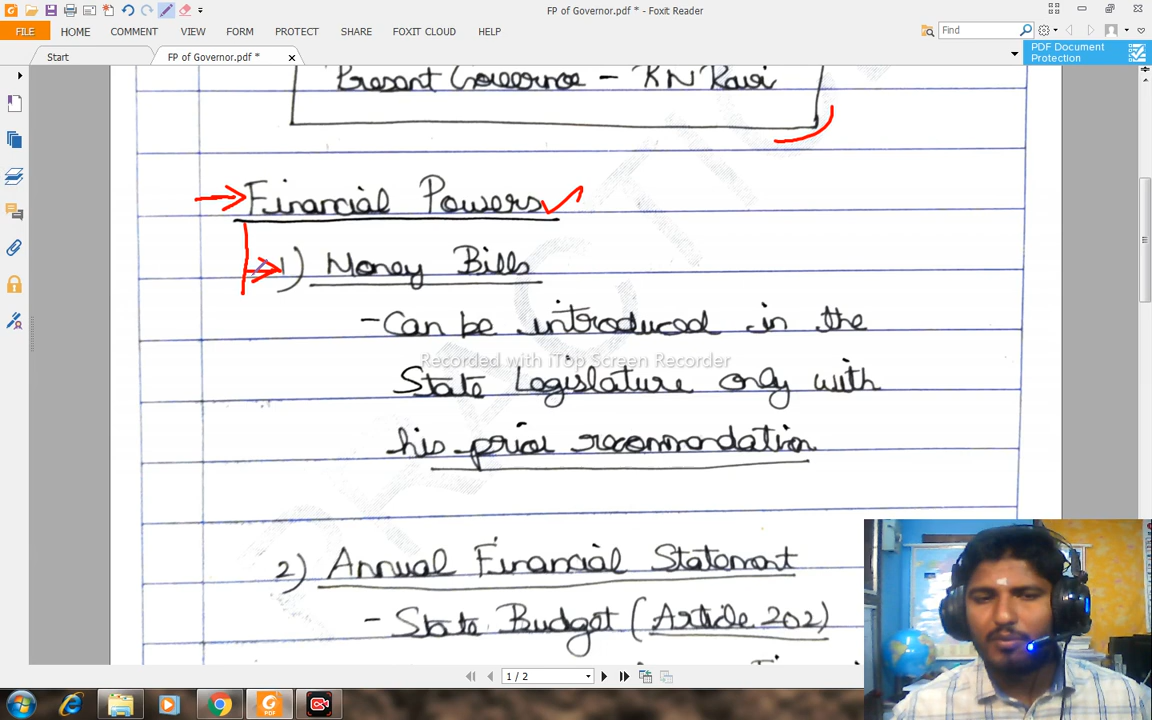 FP of Governor.pdf * - Foxit Reader
FILE HOME COMMENT VIEW FORM PROTECT SHARE FOXIT CLOUD HELP
Find
Start FP of Governor.pdf *
PDF Document
Protection
Present Governor - RN Ravi
Financial Powers
1) Money Bills
- Can be introduced in the
Recorded with iTop Screen Recorder
State Legislature only with
his prior recommendation
2) Annual Financial Statement
- State Budget (Article 202)
1 / 2
PDF